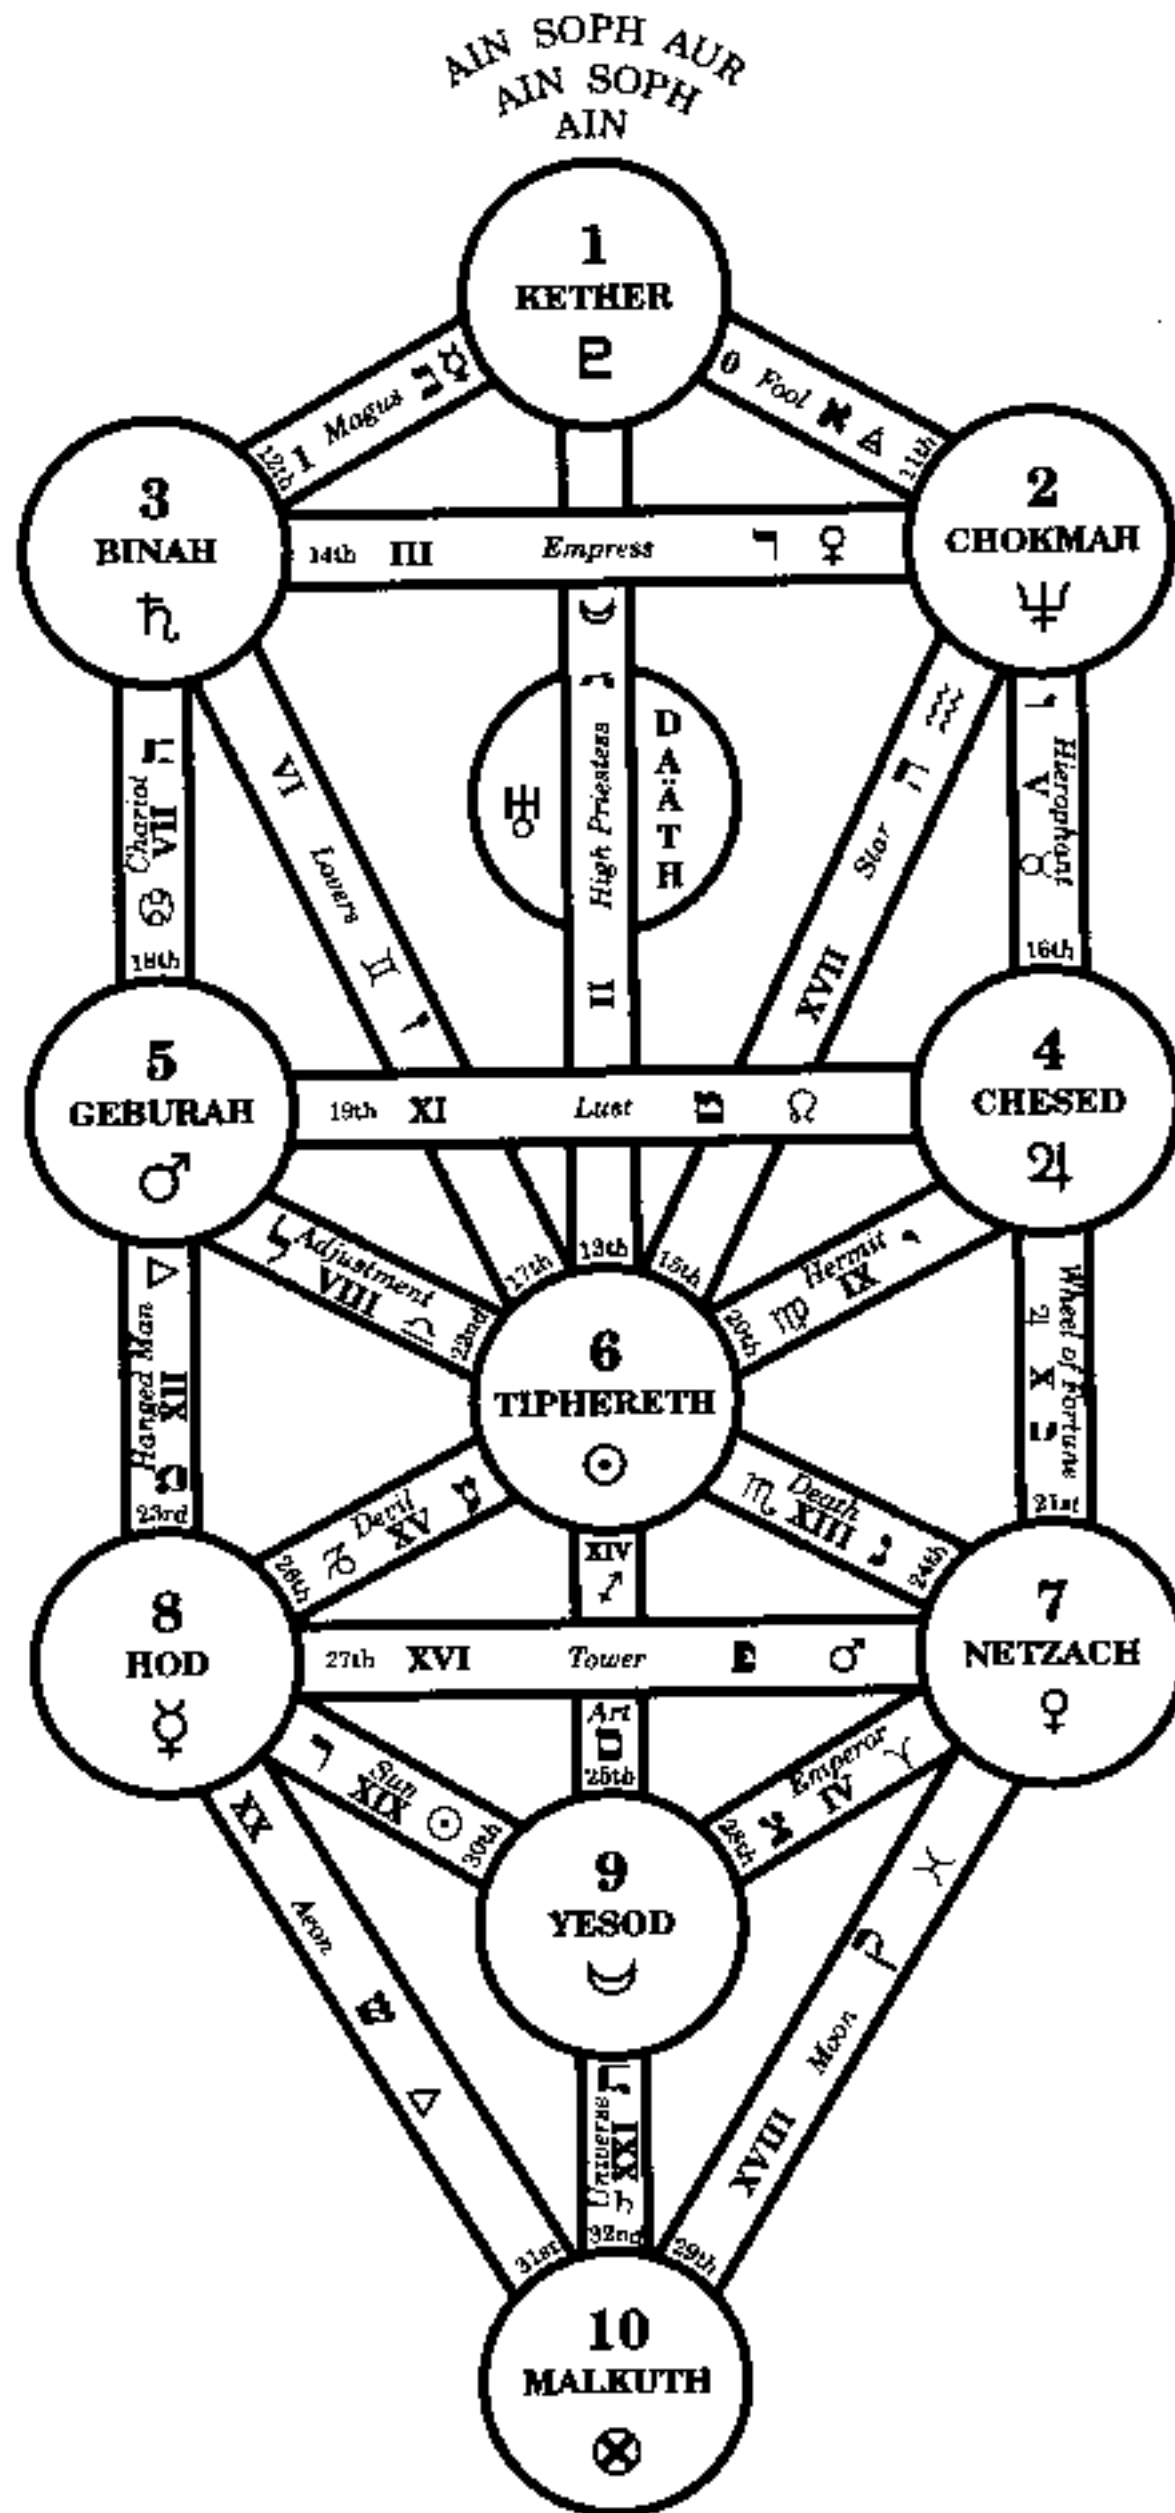 AIN SOPH AUR
AIN SOPH
AIN
1
KETHER
♇
12th I Magus ב ☿
0 Fool א △ 11th
3
BINAH
♄
14th III Empress ד ♀
2
CHOKMAH
♆
☽ ג High Priestess II 13th
♅
DAÄTH
ח Chariot VII ♋ 18th
VI Lovers ♊ ז 17th
Star XVII ה ♒ 15th
ו Hierophant V ♉ 16th
5
GEBURAH
♂
19th XI Lust ט ♌
4
CHESED
♃
ל Adjustment VIII ♎ 22nd
י Hermit IX ♍ 20th
▽ Hanged Man XII מ 23rd
6
TIPHERETH
☉
♃ Wheel of Fortune X כ 21st
26th ♑ Devil XV ע
♏ Death XIII נ 24th
XIV
♐
8
HOD
☿
27th XVI Tower פ ♂
7
NETZACH
♀
Art
ס
25th
ר Sun XIX ☉ 30th
28th צ Emperor IV ♈
9
YESOD
☽
XX Aeon ש △ 31st
ת Universe XXI ♄ 32nd
29th XVIII Moon ק ♓
10
MALKUTH
⊗